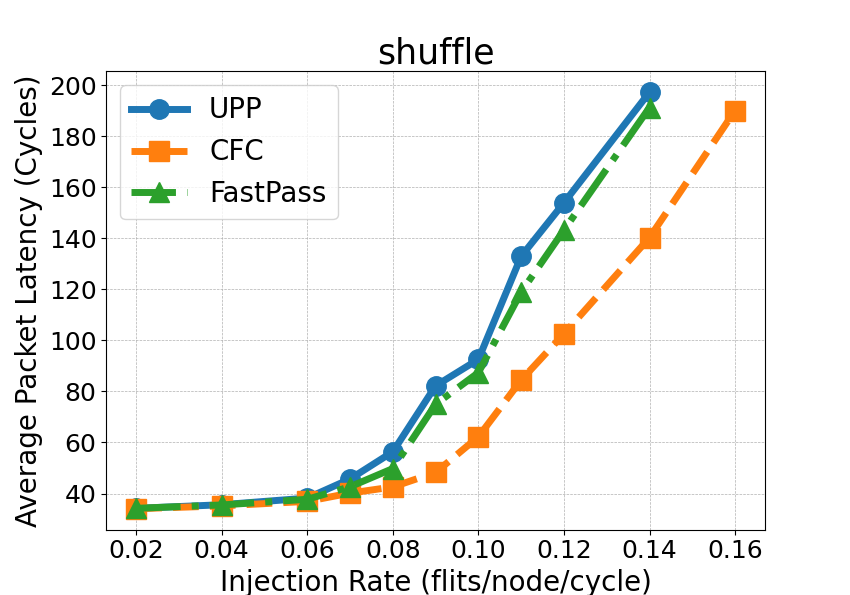 shuffle
Average Packet Latency (Cycles)
200
180
160
140
120
100
80
60
40
UPP
CFC
FastPass
0.02 0.04 0.06 0.08 0.10 0.12 0.14 0.16
Injection Rate (flits/node/cycle)